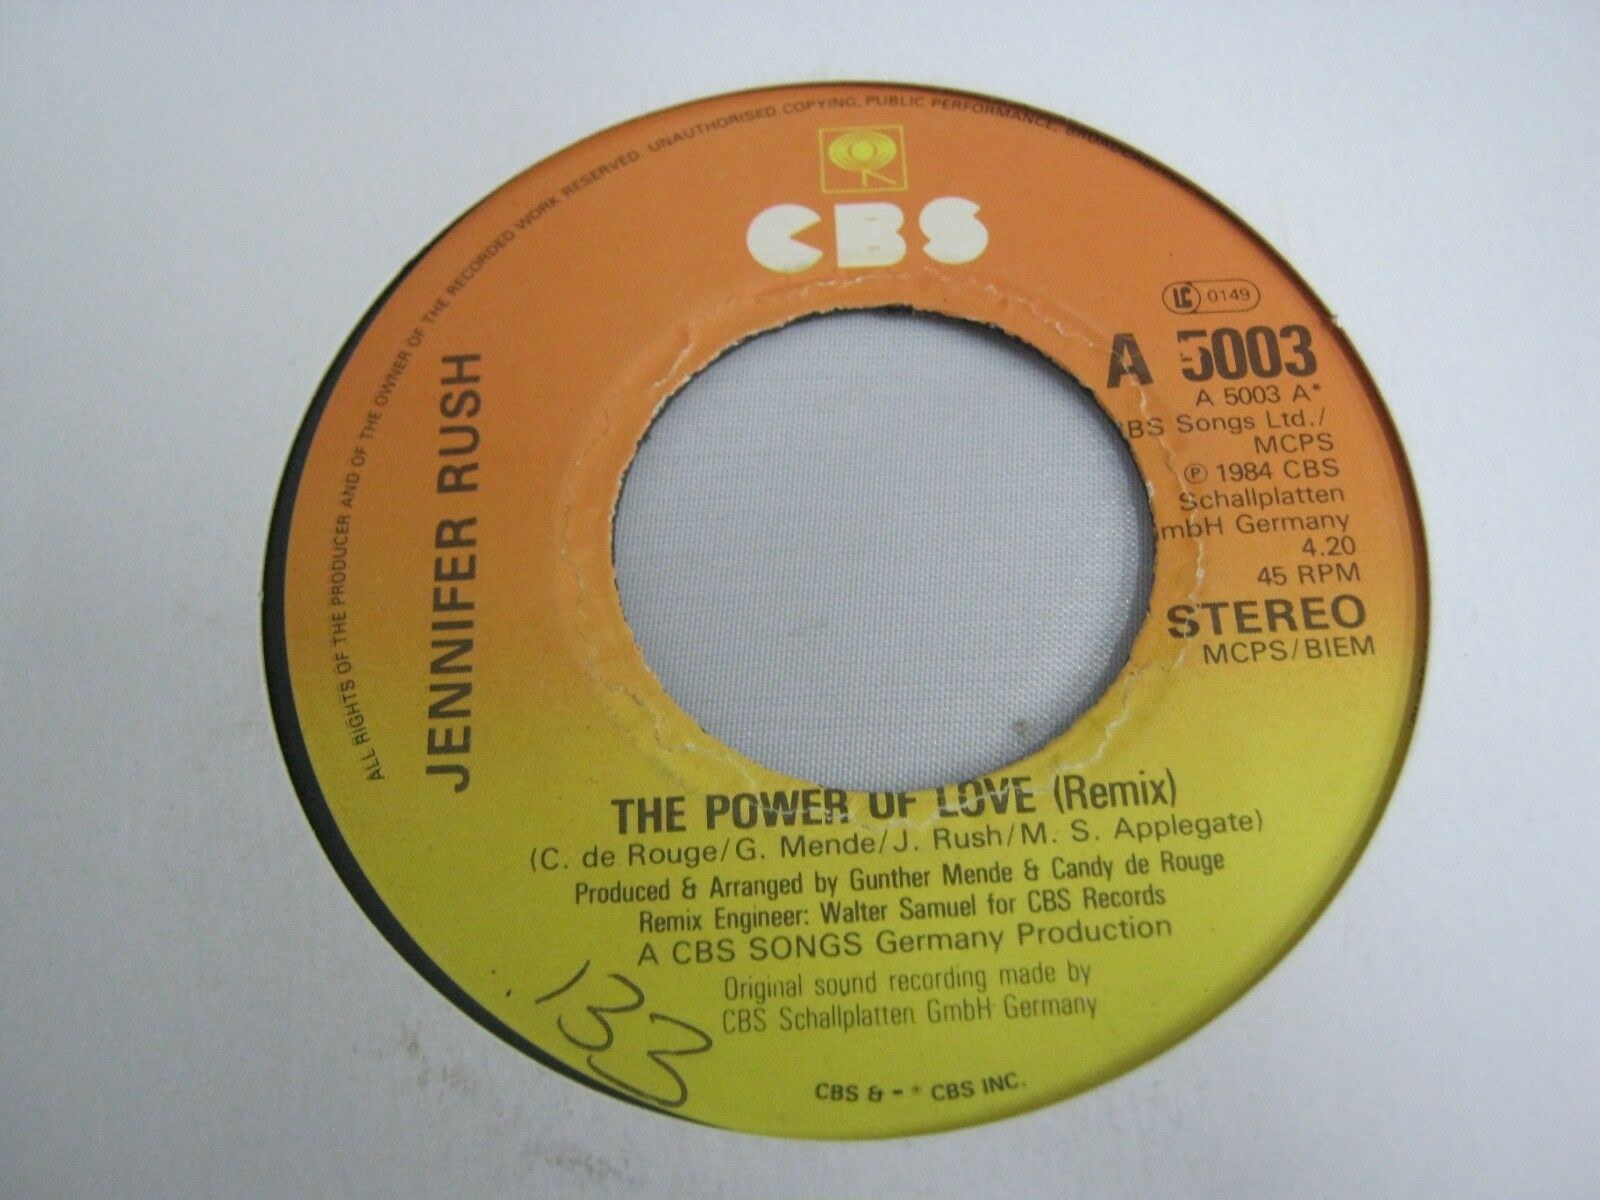 ALL RIGHTS OF THE PRODUCER AND OF THE OWNER OF THE RECORDED WORK RESERVED. UNAUTHORISED COPYING, PUBLIC PERFORMANCE,
CBS
LC 0149
A 5003
A 5003 A*
BS Songs Ltd./
MCPS
℗ 1984 CBS
Schallplatten
mbH Germany
4.20
45 RPM
STEREO
MCPS/BIEM
JENNIFER RUSH
THE POWER OF LOVE (Remix)
(C. de Rouge/G. Mende/J. Rush/M. S. Applegate)
Produced & Arranged by Gunther Mende & Candy de Rouge
Remix Engineer: Walter Samuel for CBS Records
A CBS SONGS Germany Production
Original sound recording made by
CBS Schallplatten GmbH Germany
133
CBS & - * CBS INC.